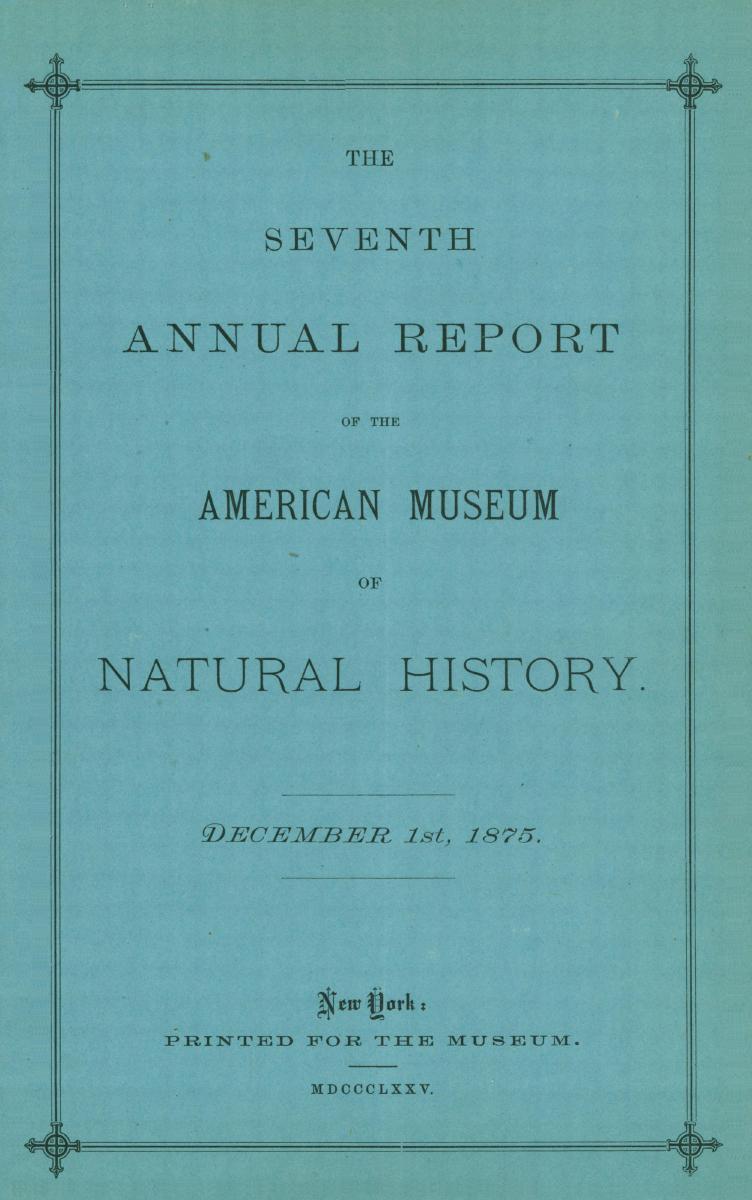 THE
SEVENTH
ANNUAL REPORT
OF THE
AMERICAN MUSEUM
OF
NATURAL HISTORY.
DECEMBER 1st, 1875.
New York:
PRINTED FOR THE MUSEUM.
MDCCCLXXV.